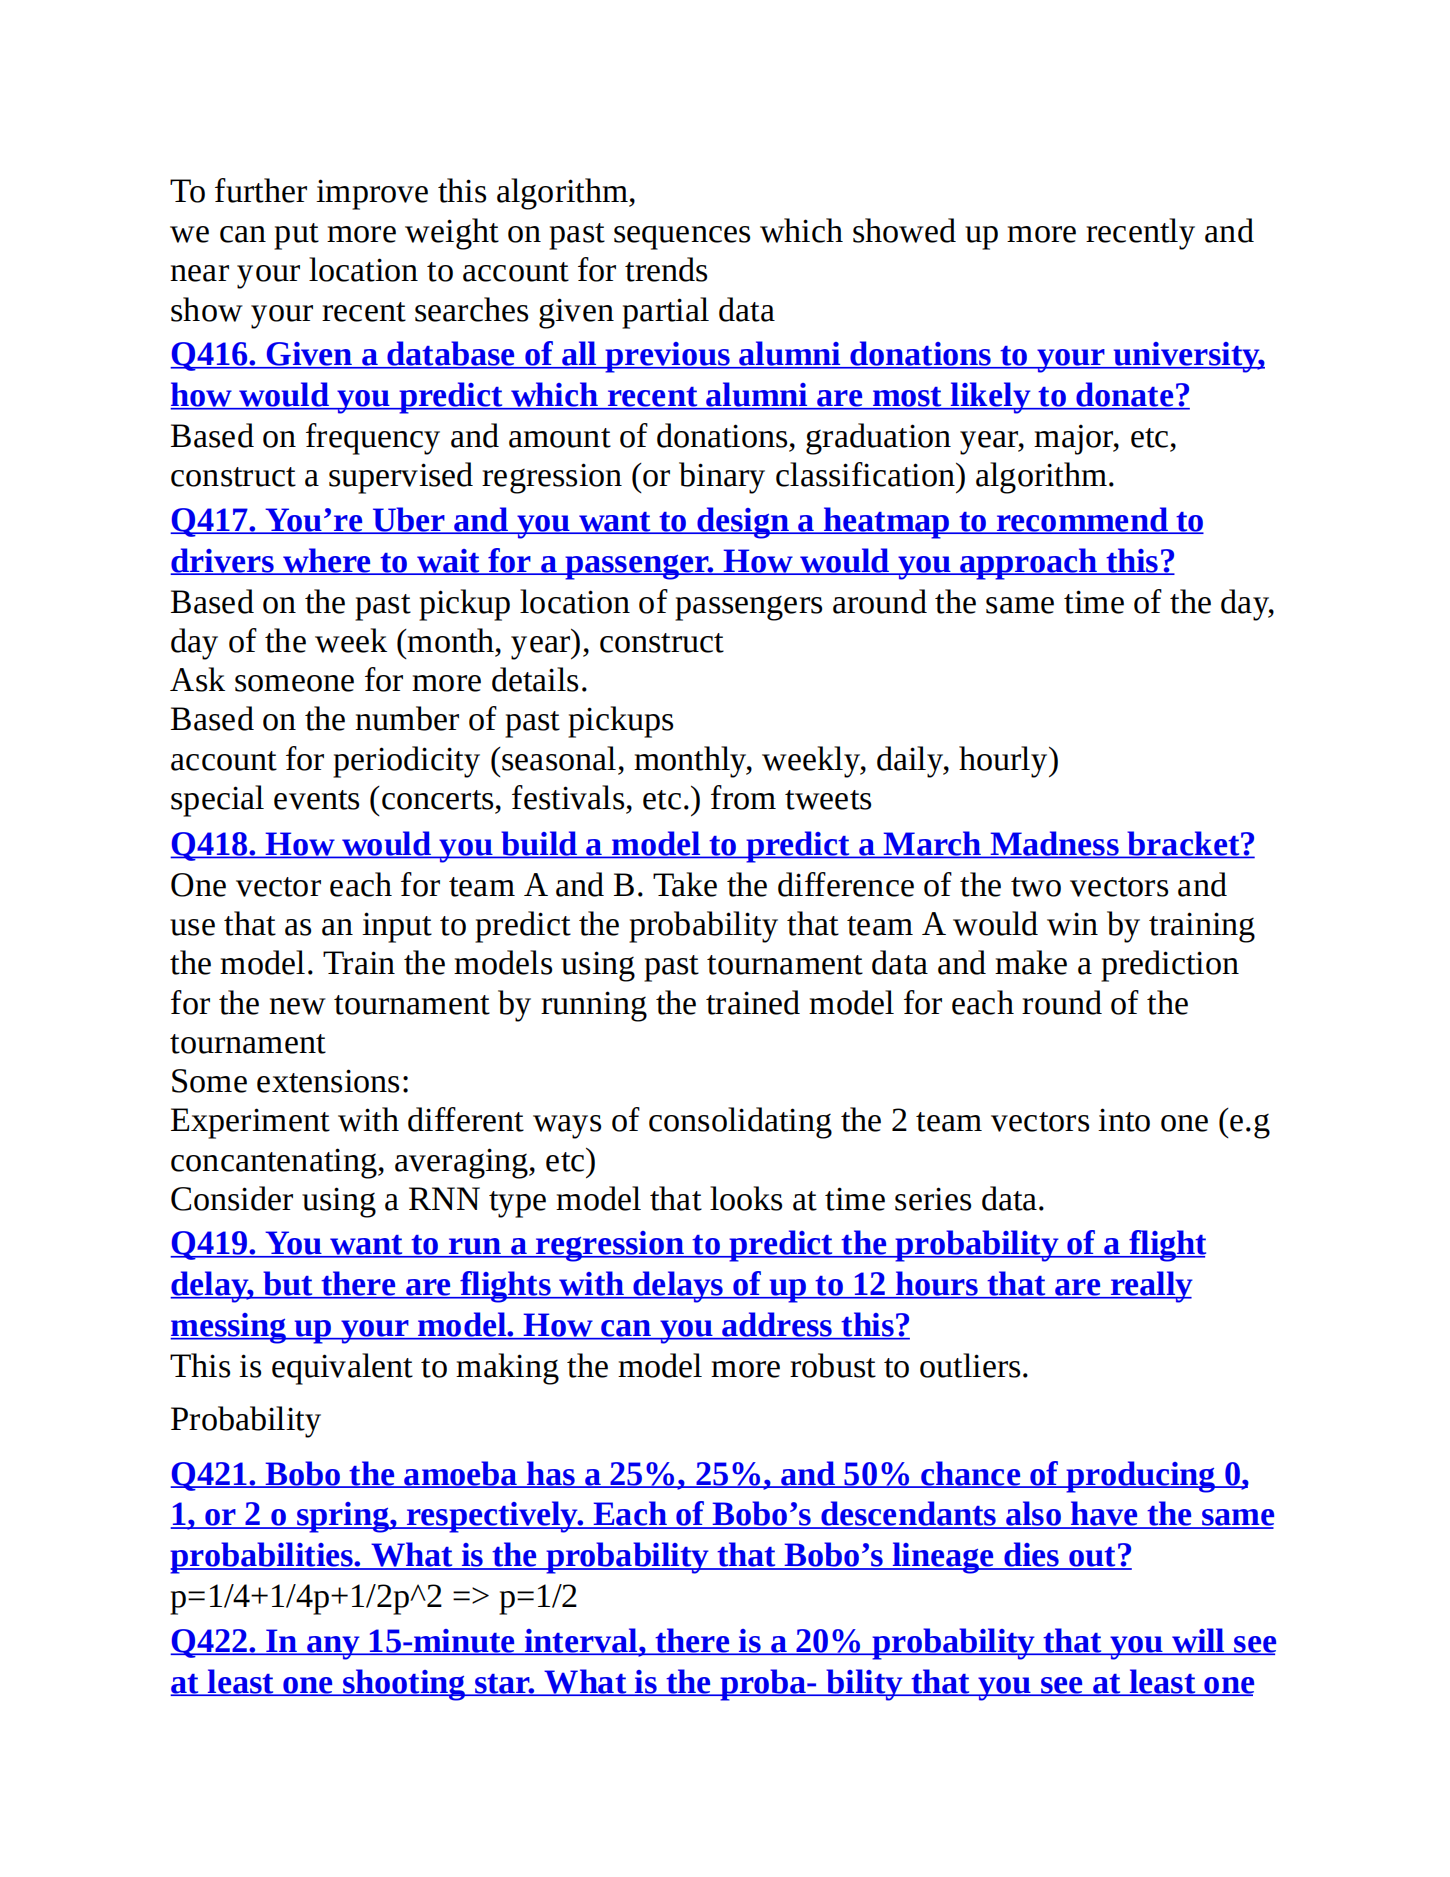 To further improve this algorithm,
we can put more weight on past sequences which showed up more recently and
near your location to account for trends
show your recent searches given partial data
Q416. Given a database of all previous alumni donations to your university,
how would you predict which recent alumni are most likely to donate?
Based on frequency and amount of donations, graduation year, major, etc,
construct a supervised regression (or binary classification) algorithm.
Q417. You’re Uber and you want to design a heatmap to recommend to
drivers where to wait for a passenger. How would you approach this?
Based on the past pickup location of passengers around the same time of the day,
day of the week (month, year), construct
Ask someone for more details.
Based on the number of past pickups
account for periodicity (seasonal, monthly, weekly, daily, hourly)
special events (concerts, festivals, etc.) from tweets
Q418. How would you build a model to predict a March Madness bracket?
One vector each for team A and B. Take the difference of the two vectors and
use that as an input to predict the probability that team A would win by training
the model. Train the models using past tournament data and make a prediction
for the new tournament by running the trained model for each round of the
tournament
Some extensions:
Experiment with different ways of consolidating the 2 team vectors into one (e.g
concantenating, averaging, etc)
Consider using a RNN type model that looks at time series data.
Q419. You want to run a regression to predict the probability of a flight
delay, but there are flights with delays of up to 12 hours that are really
messing up your model. How can you address this?
This is equivalent to making the model more robust to outliers.
Probability
Q421. Bobo the amoeba has a 25%, 25%, and 50% chance of producing 0,
1, or 2 o spring, respectively. Each of Bobo’s descendants also have the same
probabilities. What is the probability that Bobo’s lineage dies out?
p=1/4+1/4p+1/2p^2 => p=1/2
Q422. In any 15-minute interval, there is a 20% probability that you will see
at least one shooting star. What is the proba- bility that you see at least one